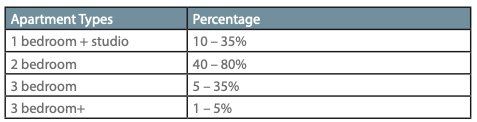 Apartment Types Percentage
1 bedroom + studio 10 – 35%
2 bedroom 40 – 80%
3 bedroom 5 – 35%
3 bedroom+ 1 – 5%